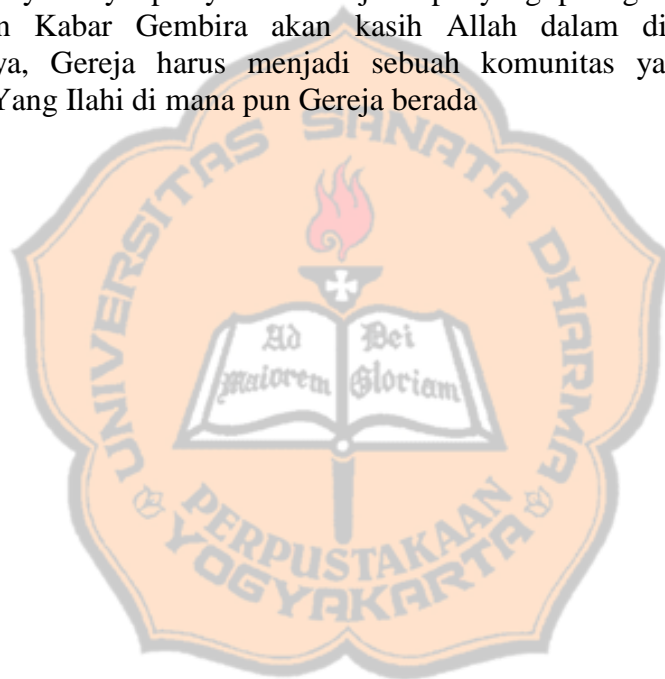 n Kabar Gembira akan kasih Allah dalam di
ya, Gereja harus menjadi sebuah komunitas ya
Yang Ilahi di mana pun Gereja berada
UNIVERSITAS SANATA DHARMA
Ad Dei
Maiorem Gloriam
PERPUSTAKAAN
YOGYAKARTA